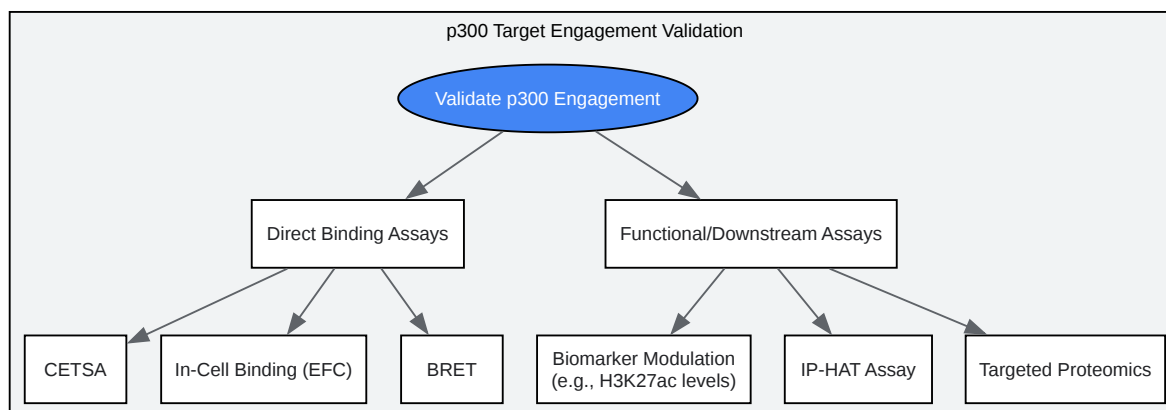 p300 Target Engagement Validation
Validate p300 Engagement
Direct Binding Assays
Functional/Downstream Assays
CETSA
In-Cell Binding (EFC)
BRET
Biomarker Modulation
(e.g., H3K27ac levels)
IP-HAT Assay
Targeted Proteomics